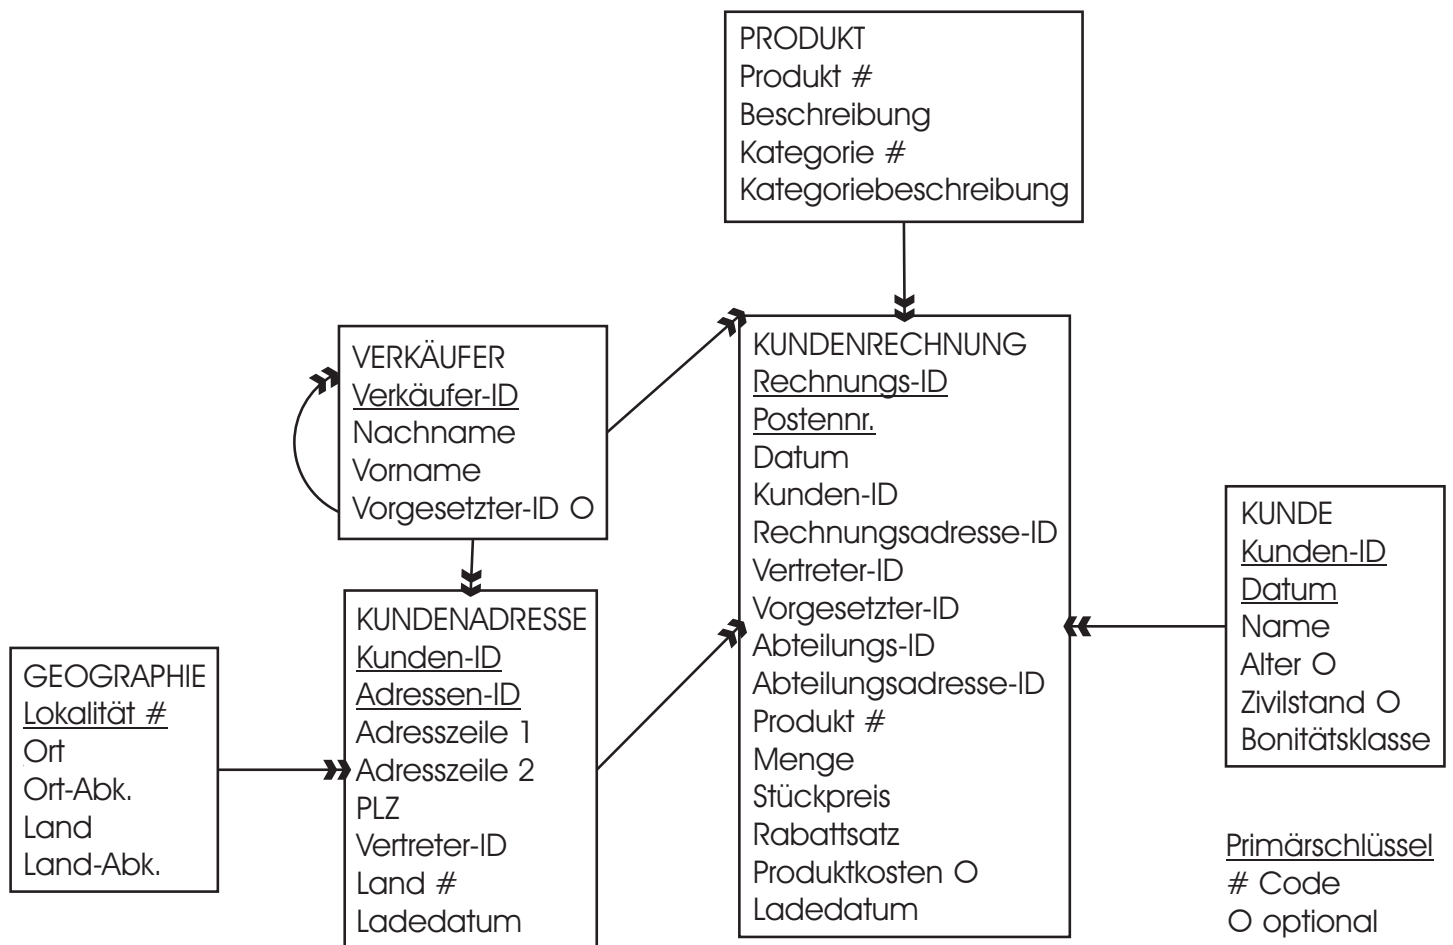 PRODUKT
Produkt #
Beschreibung
Kategorie #
Kategoriebeschreibung
VERKÄUFER
Verkäufer-ID
Nachname
Vorname
Vorgesetzter-ID O
KUNDENRECHNUNG
Rechnungs-ID
Postennr.
Datum
Kunden-ID
Rechnungsadresse-ID
Vertreter-ID
Vorgesetzter-ID
Abteilungs-ID
Abteilungsadresse-ID
Produkt #
Menge
Stückpreis
Rabattsatz
Produktkosten O
Ladedatum
KUNDENADRESSE
Kunden-ID
Adressen-ID
Adresszeile 1
Adresszeile 2
PLZ
Vertreter-ID
Land #
Ladedatum
GEOGRAPHIE
Lokalität #
Ort
Ort-Abk.
Land
Land-Abk.
KUNDE
Kunden-ID
Datum
Name
Alter O
Zivilstand O
Bonitätsklasse
Primärschlüssel
# Code
O optional